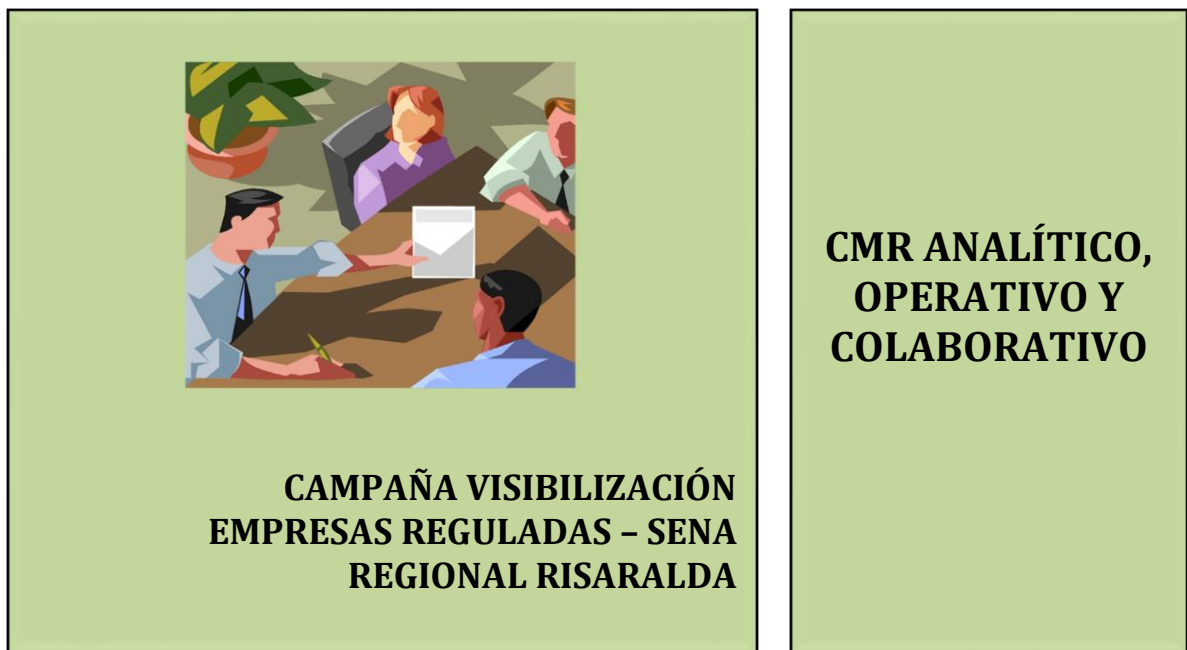 CAMPAÑA VISIBILIZACIÓN
EMPRESAS REGULADAS – SENA
REGIONAL RISARALDA
CMR ANALÍTICO,
OPERATIVO Y
COLABORATIVO